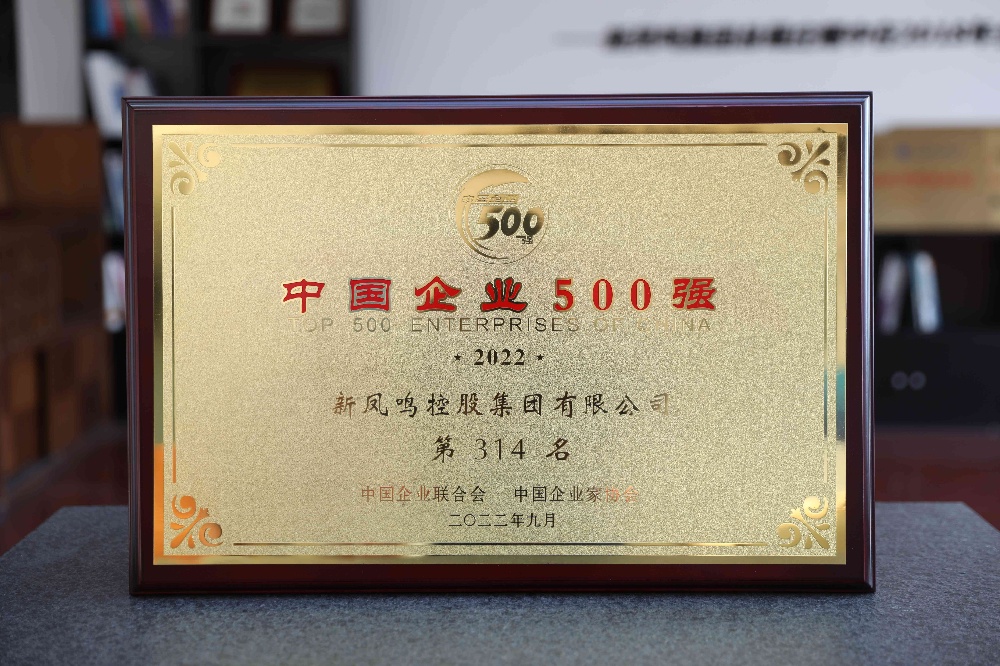 500
强
中国企业500强
TOP 500 ENTERPRISES OF CHINA
· 2022 ·
新凤鸣控股集团有限公司
第 314 名
中国企业联合会 中国企业家协会
二〇二二年九月